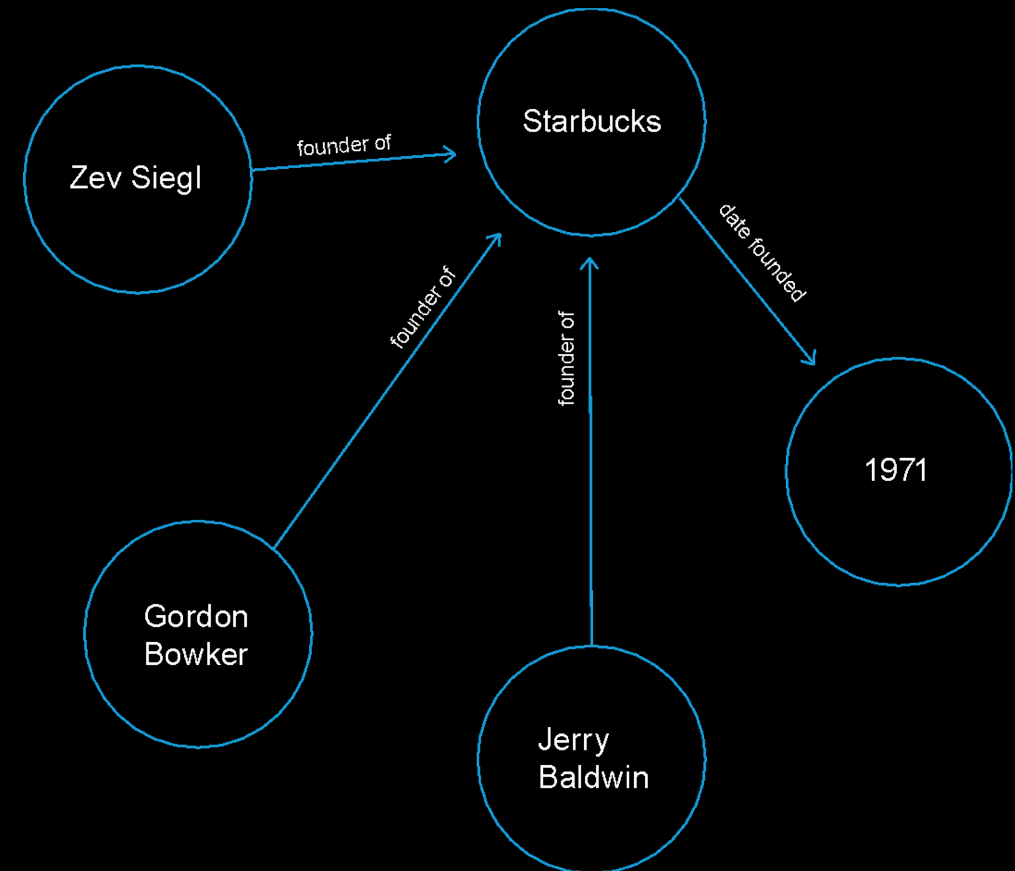 Starbucks
founder of
Zev Siegl
date founded
founder of
founder of
1971
Gordon
Bowker
Jerry
Baldwin